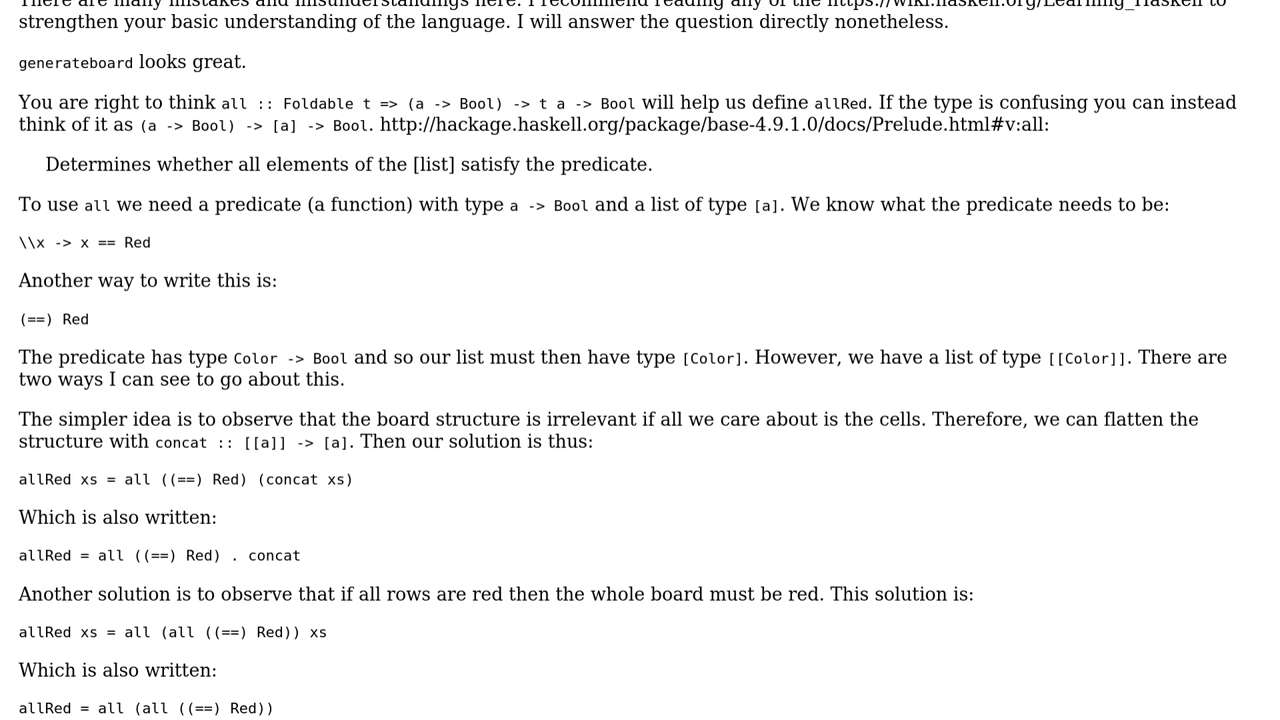 There are many mistakes and misunderstandings here. I recommend reading any of the https://wiki.haskell.org/Learning_Haskell to
strengthen your basic understanding of the language. I will answer the question directly nonetheless.
generateboard looks great.
You are right to think all :: Foldable t => (a -> Bool) -> t a -> Bool will help us define allRed. If the type is confusing you can instead
think of it as (a -> Bool) -> [a] -> Bool. http://hackage.haskell.org/package/base-4.9.1.0/docs/Prelude.html#v:all:
Determines whether all elements of the [list] satisfy the predicate.
To use all we need a predicate (a function) with type a -> Bool and a list of type [a]. We know what the predicate needs to be:
\\x -> x == Red
Another way to write this is:
(==) Red
The predicate has type Color -> Bool and so our list must then have type [Color]. However, we have a list of type [[Color]]. There are
two ways I can see to go about this.
The simpler idea is to observe that the board structure is irrelevant if all we care about is the cells. Therefore, we can flatten the
structure with concat :: [[a]] -> [a]. Then our solution is thus:
allRed xs = all ((==) Red) (concat xs)
Which is also written:
allRed = all ((==) Red) . concat
Another solution is to observe that if all rows are red then the whole board must be red. This solution is:
allRed xs = all (all ((==) Red)) xs
Which is also written:
allRed = all (all ((==) Red))